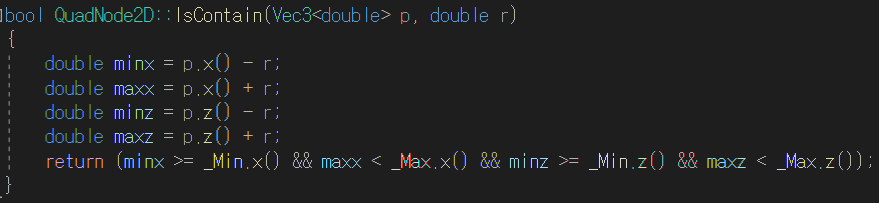 bool QuadNode2D::IsContain(Vec3<double> p, double r)
{
double minx = p.x() - r;
double maxx = p.x() + r;
double minz = p.z() - r;
double maxz = p.z() + r;
return (minx >= _Min.x() && maxx < _Max.x() && minz >= _Min.z() && maxz < _Max.z());
}